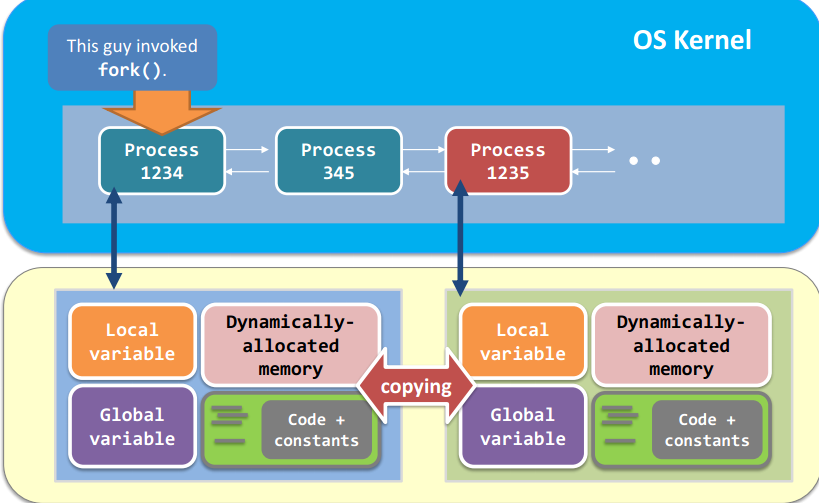 This guy invoked
fork().
OS Kernel
Process
1234
Process
345
Process
1235
Local
variable
Dynamically-
allocated
memory
Global
variable
Code +
constants
copying
Local
variable
Dynamically-
allocated
memory
Global
variable
Code +
constants